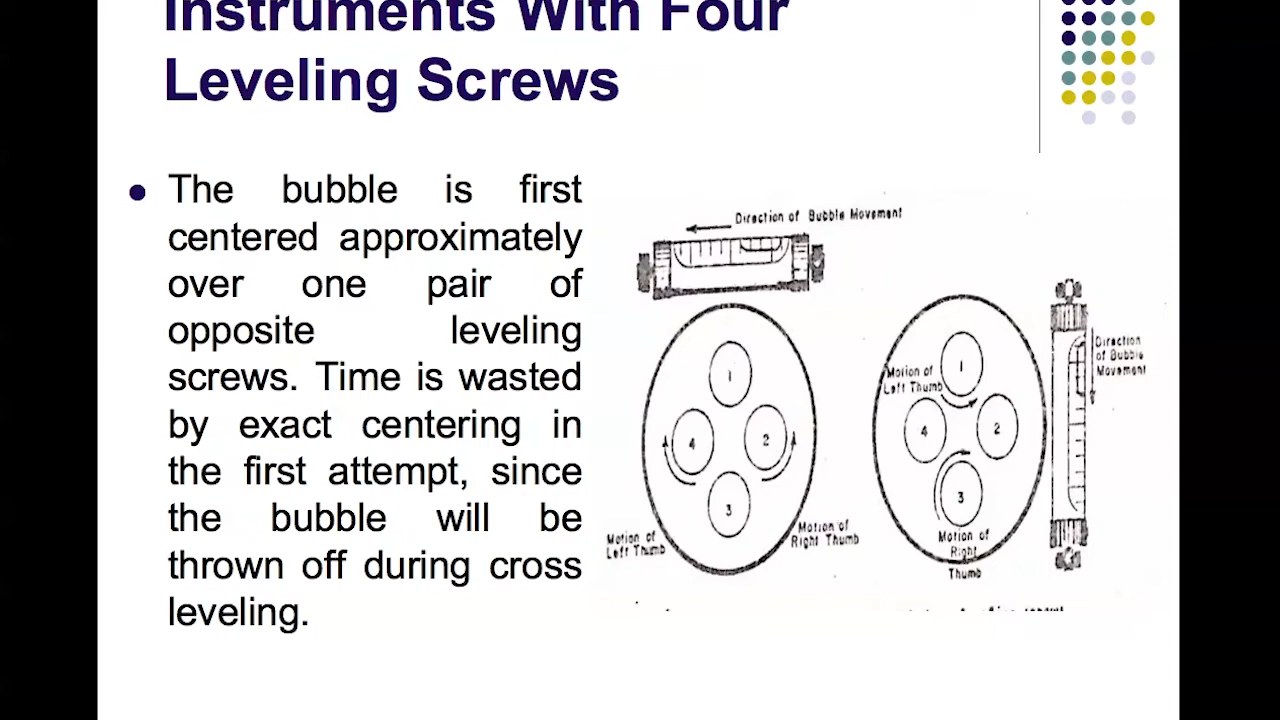 Instruments With Four
Leveling Screws
The bubble is first
centered approximately
over one pair of
opposite leveling
screws. Time is wasted
by exact centering in
the first attempt, since
the bubble will be
thrown off during cross
leveling.
Direction of Bubble Movement
1
4
2
3
Motion of
Left Thumb
Motion of
Right Thumb
Motion of
Left Thumb
1
4
2
3
Motion of
Right
Thumb
Direction
of Bubble
Movement